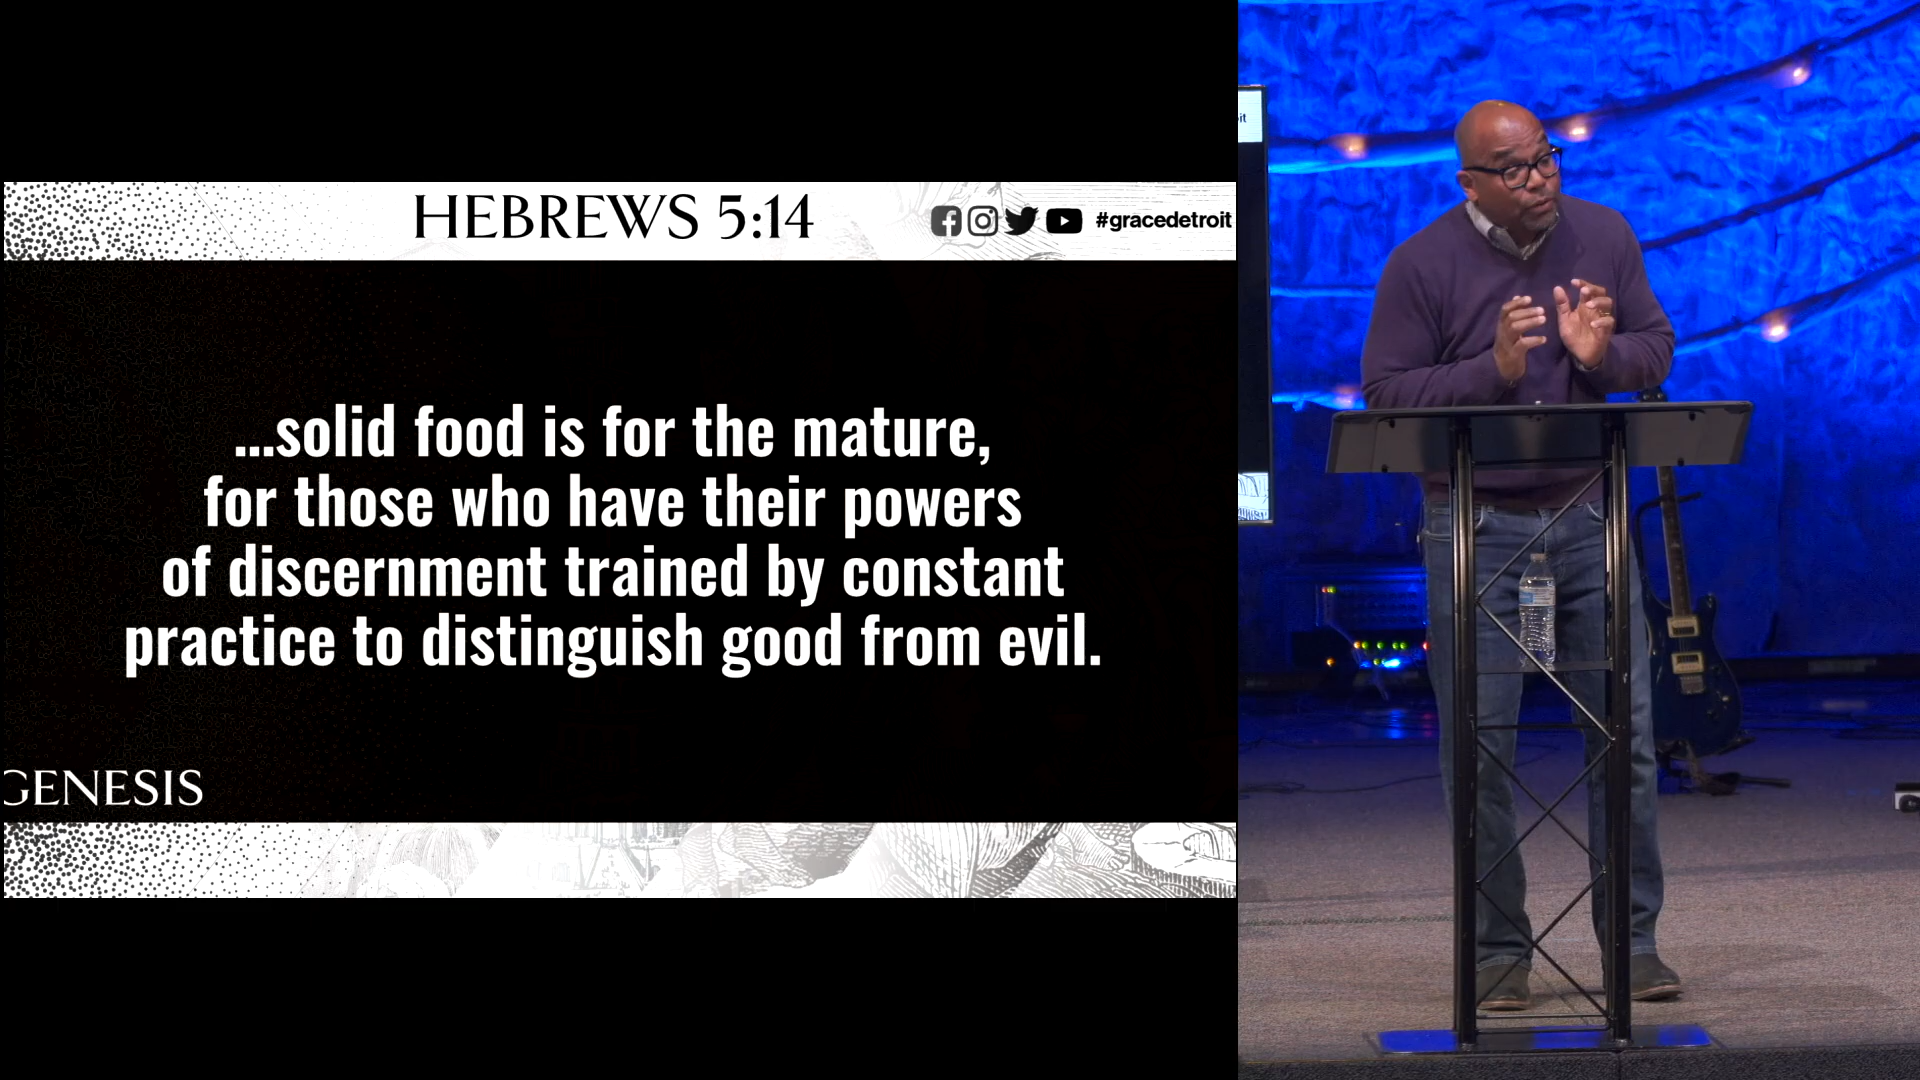 HEBREWS 5:14
#gracedetroit
...solid food is for the mature,
for those who have their powers
of discernment trained by constant
practice to distinguish good from evil.
GENESIS
it